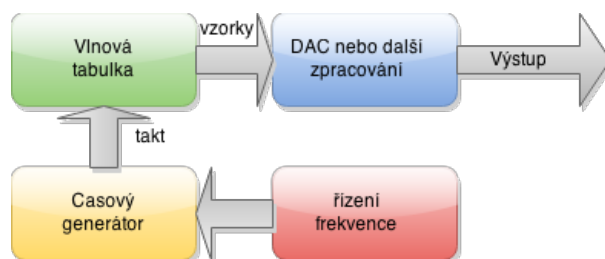 vzorky
Vlnová
tabulka
DAC nebo další
zpracování
Výstup
takt
Casový
generátor
řízení
frekvence